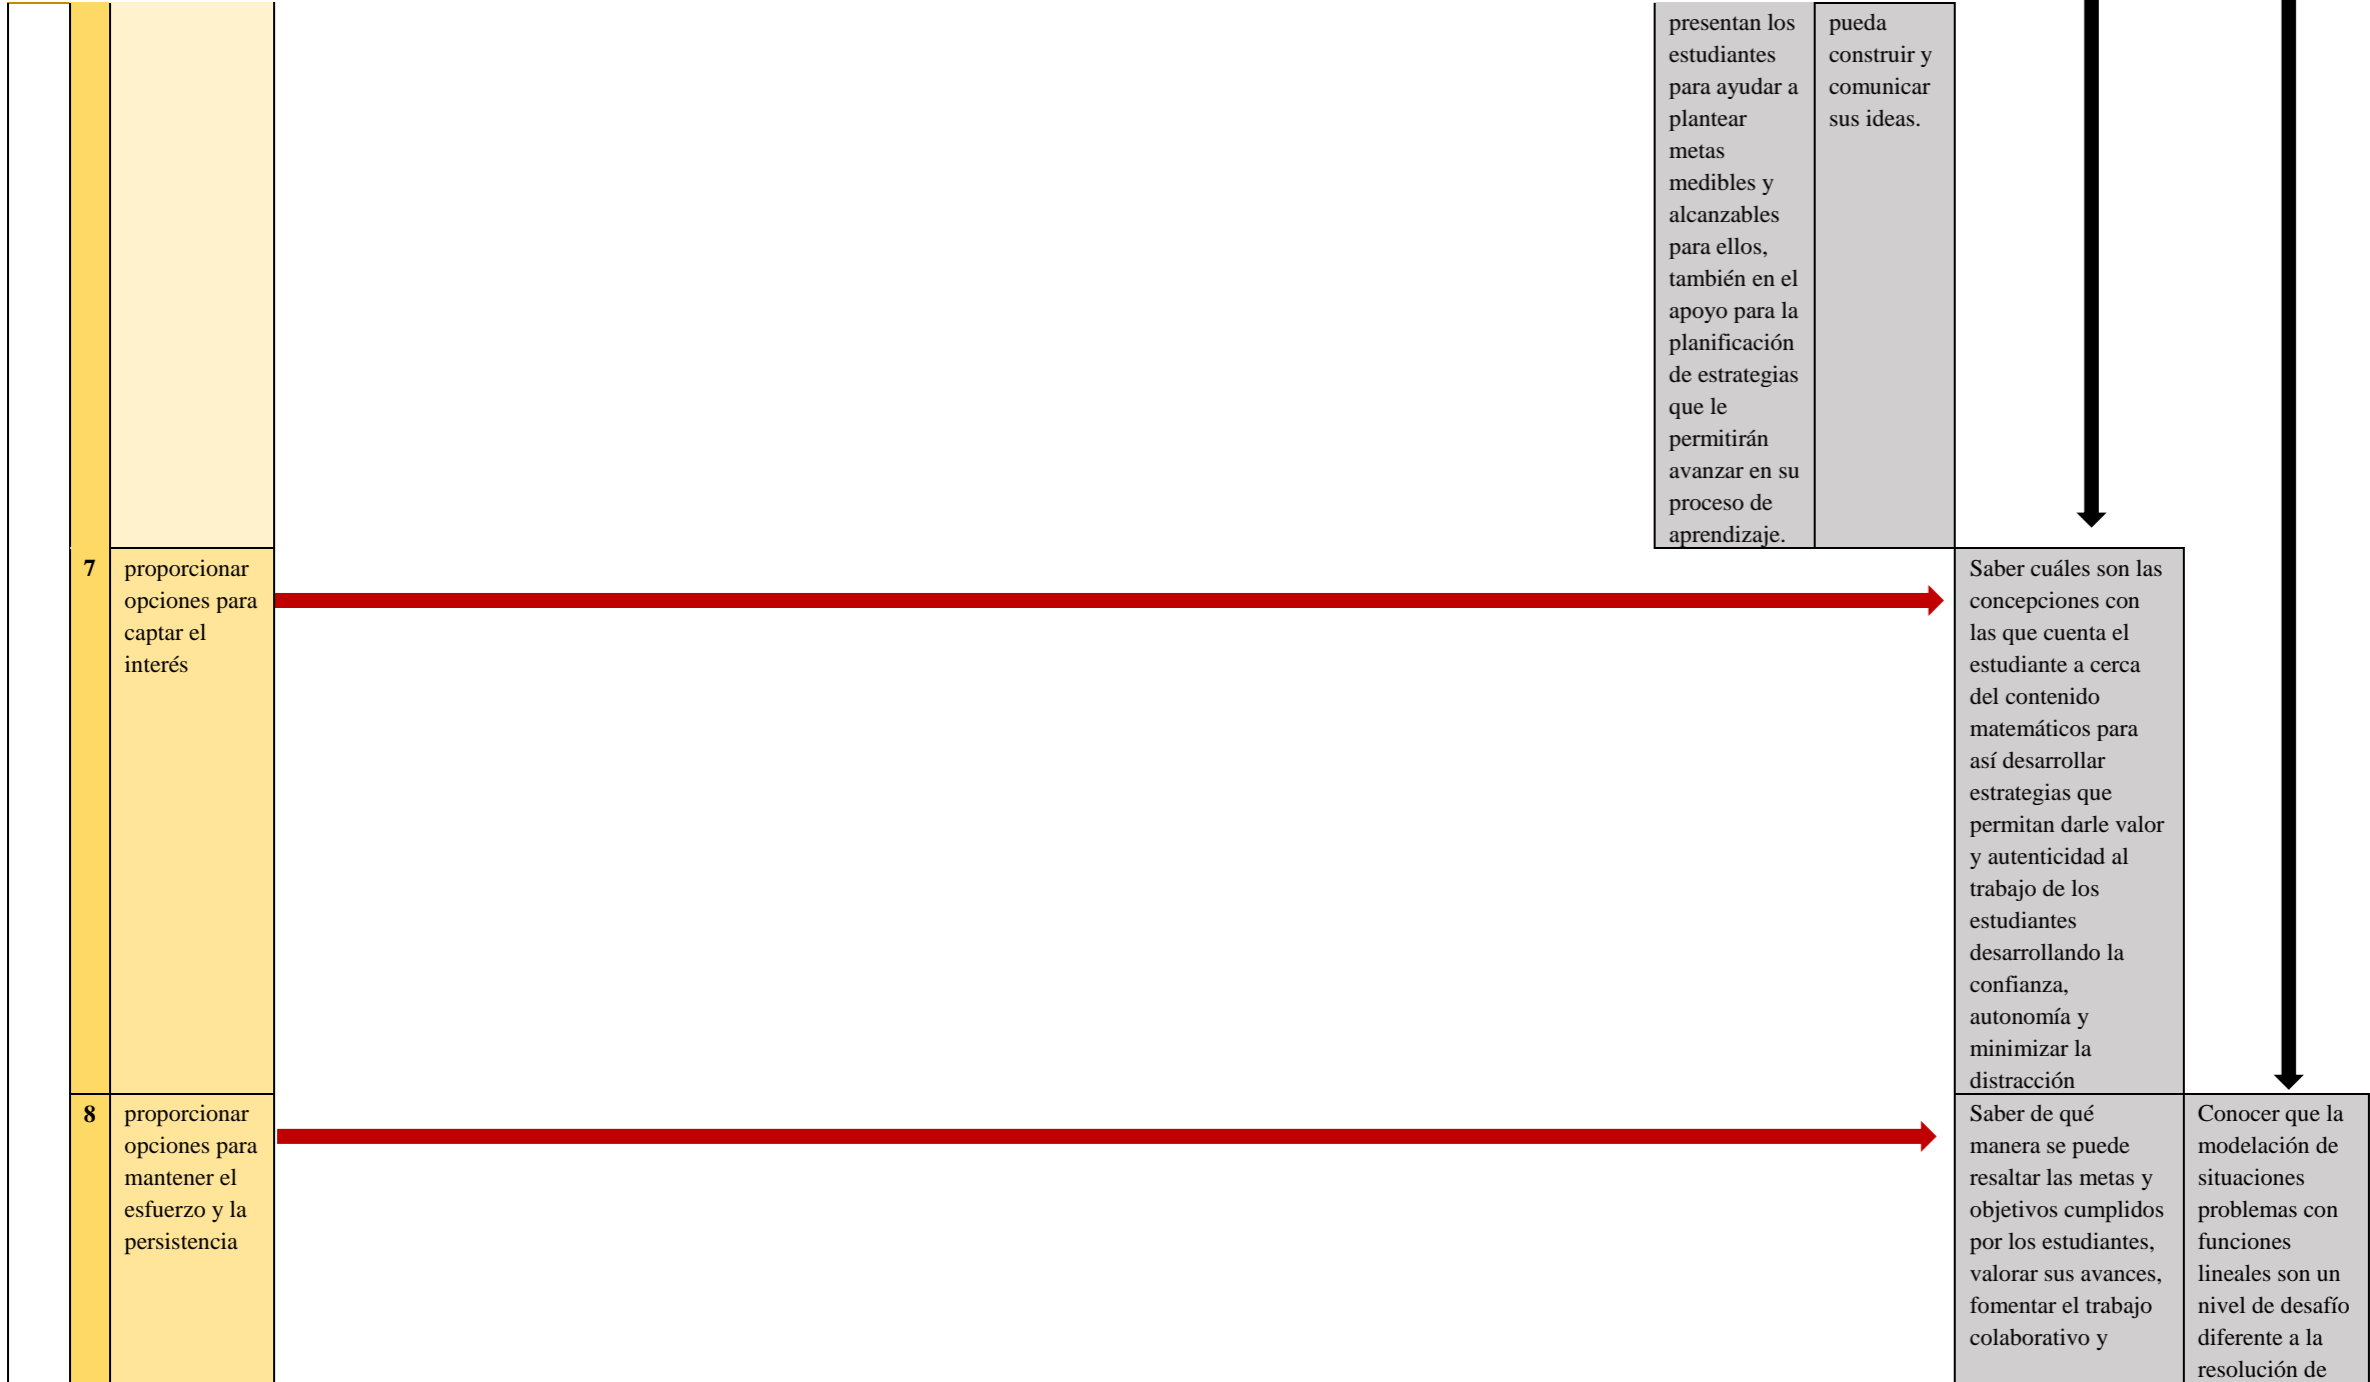 presentan los
estudiantes
para ayudar a
plantear
metas
medibles y
alcanzables
para ellos,
también en el
apoyo para la
planificación
de estrategias
que le
permitirán
avanzar en su
proceso de
aprendizaje.
pueda
construir y
comunicar
sus ideas.
7
proporcionar
opciones para
captar el
interés
Saber cuáles son las
concepciones con
las que cuenta el
estudiante a cerca
del contenido
matemáticos para
así desarrollar
estrategias que
permitan darle valor
y autenticidad al
trabajo de los
estudiantes
desarrollando la
confianza,
autonomía y
minimizar la
distracción
8
proporcionar
opciones para
mantener el
esfuerzo y la
persistencia
Saber de qué
manera se puede
resaltar las metas y
objetivos cumplidos
por los estudiantes,
valorar sus avances,
fomentar el trabajo
colaborativo y
Conocer que la
modelación de
situaciones
problemas con
funciones
lineales son un
nivel de desafío
diferente a la
resolución de